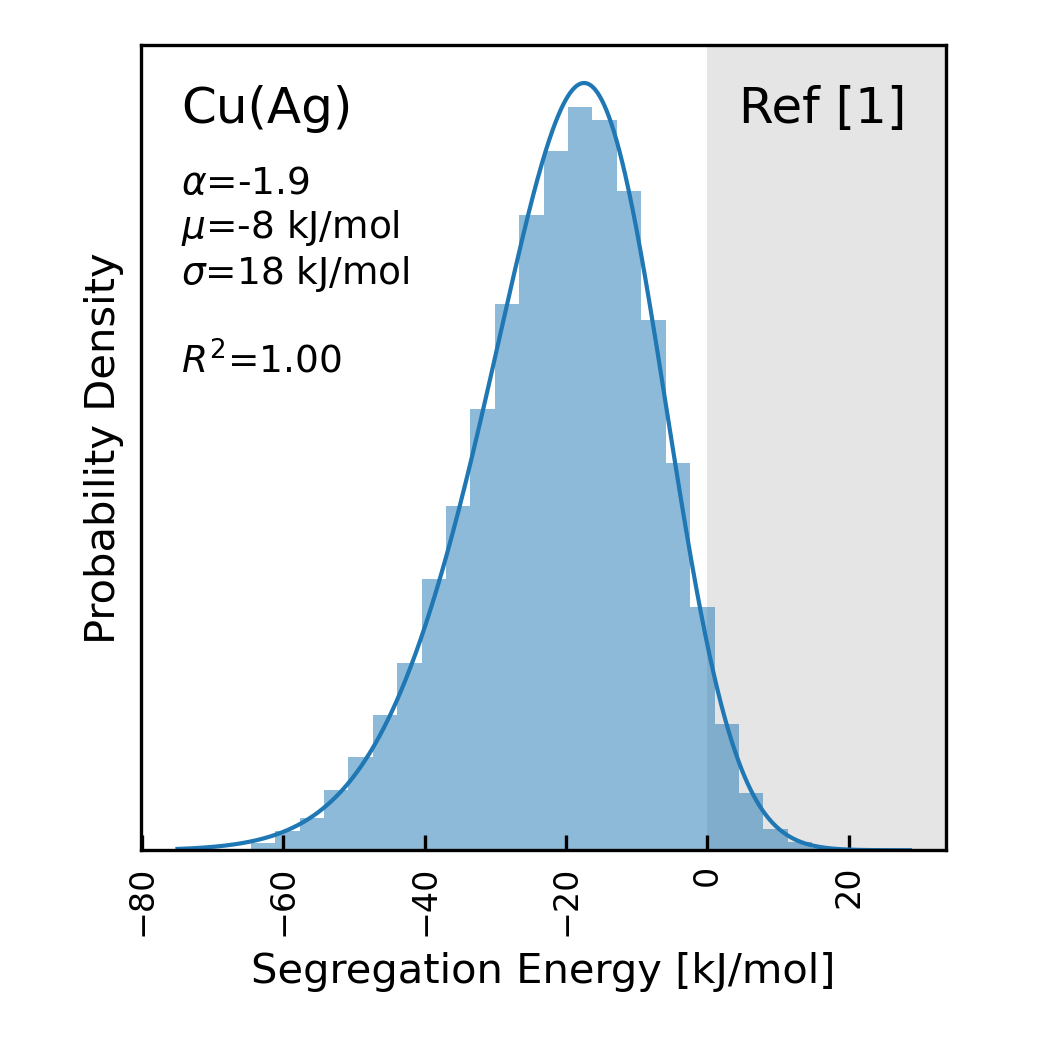 Cu(Ag)
Ref [1]
α=-1.9
μ=-8 kJ/mol
σ=18 kJ/mol
R²=1.00
Probability Density
−80 −60 −40 −20 0 20
Segregation Energy [kJ/mol]